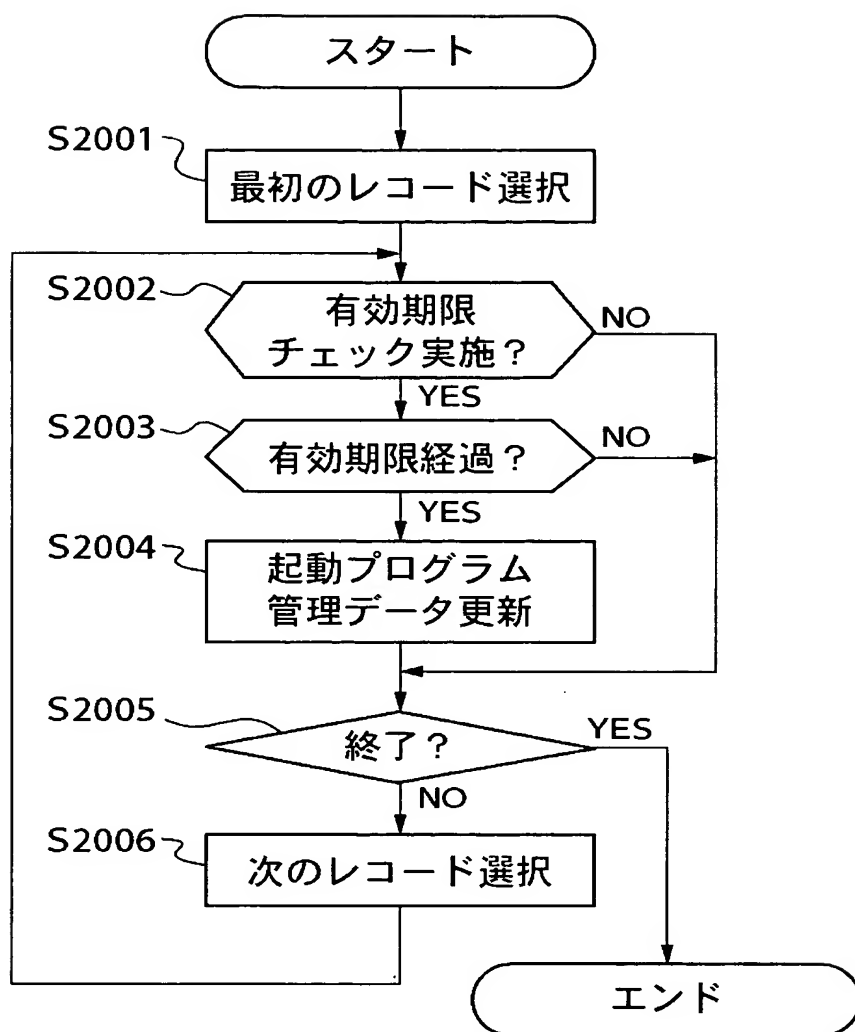 スタート
S2001
最初のレコード選択
S2002
有効期限
チェック実施？
NO
YES
S2003
有効期限経過？
NO
YES
S2004
起動プログラム
管理データ更新
S2005
終了？
YES
NO
S2006
次のレコード選択
エンド